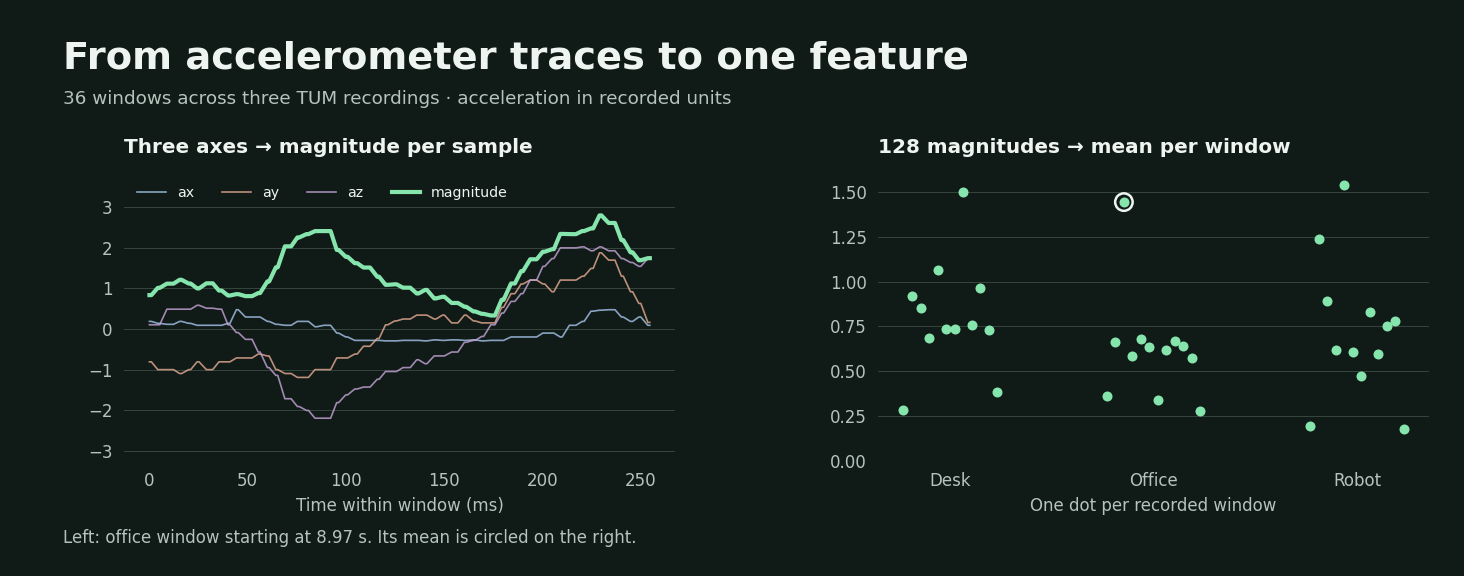 From accelerometer traces to one feature
36 windows across three TUM recordings · acceleration in recorded units
Three axes → magnitude per sample
ax ay az magnitude
3
2
1
0
−1
−2
−3
0 50 100 150 200 250
Time within window (ms)
128 magnitudes → mean per window
1.50
1.25
1.00
0.75
0.50
0.25
0.00
Desk Office Robot
One dot per recorded window
Left: office window starting at 8.97 s. Its mean is circled on the right.